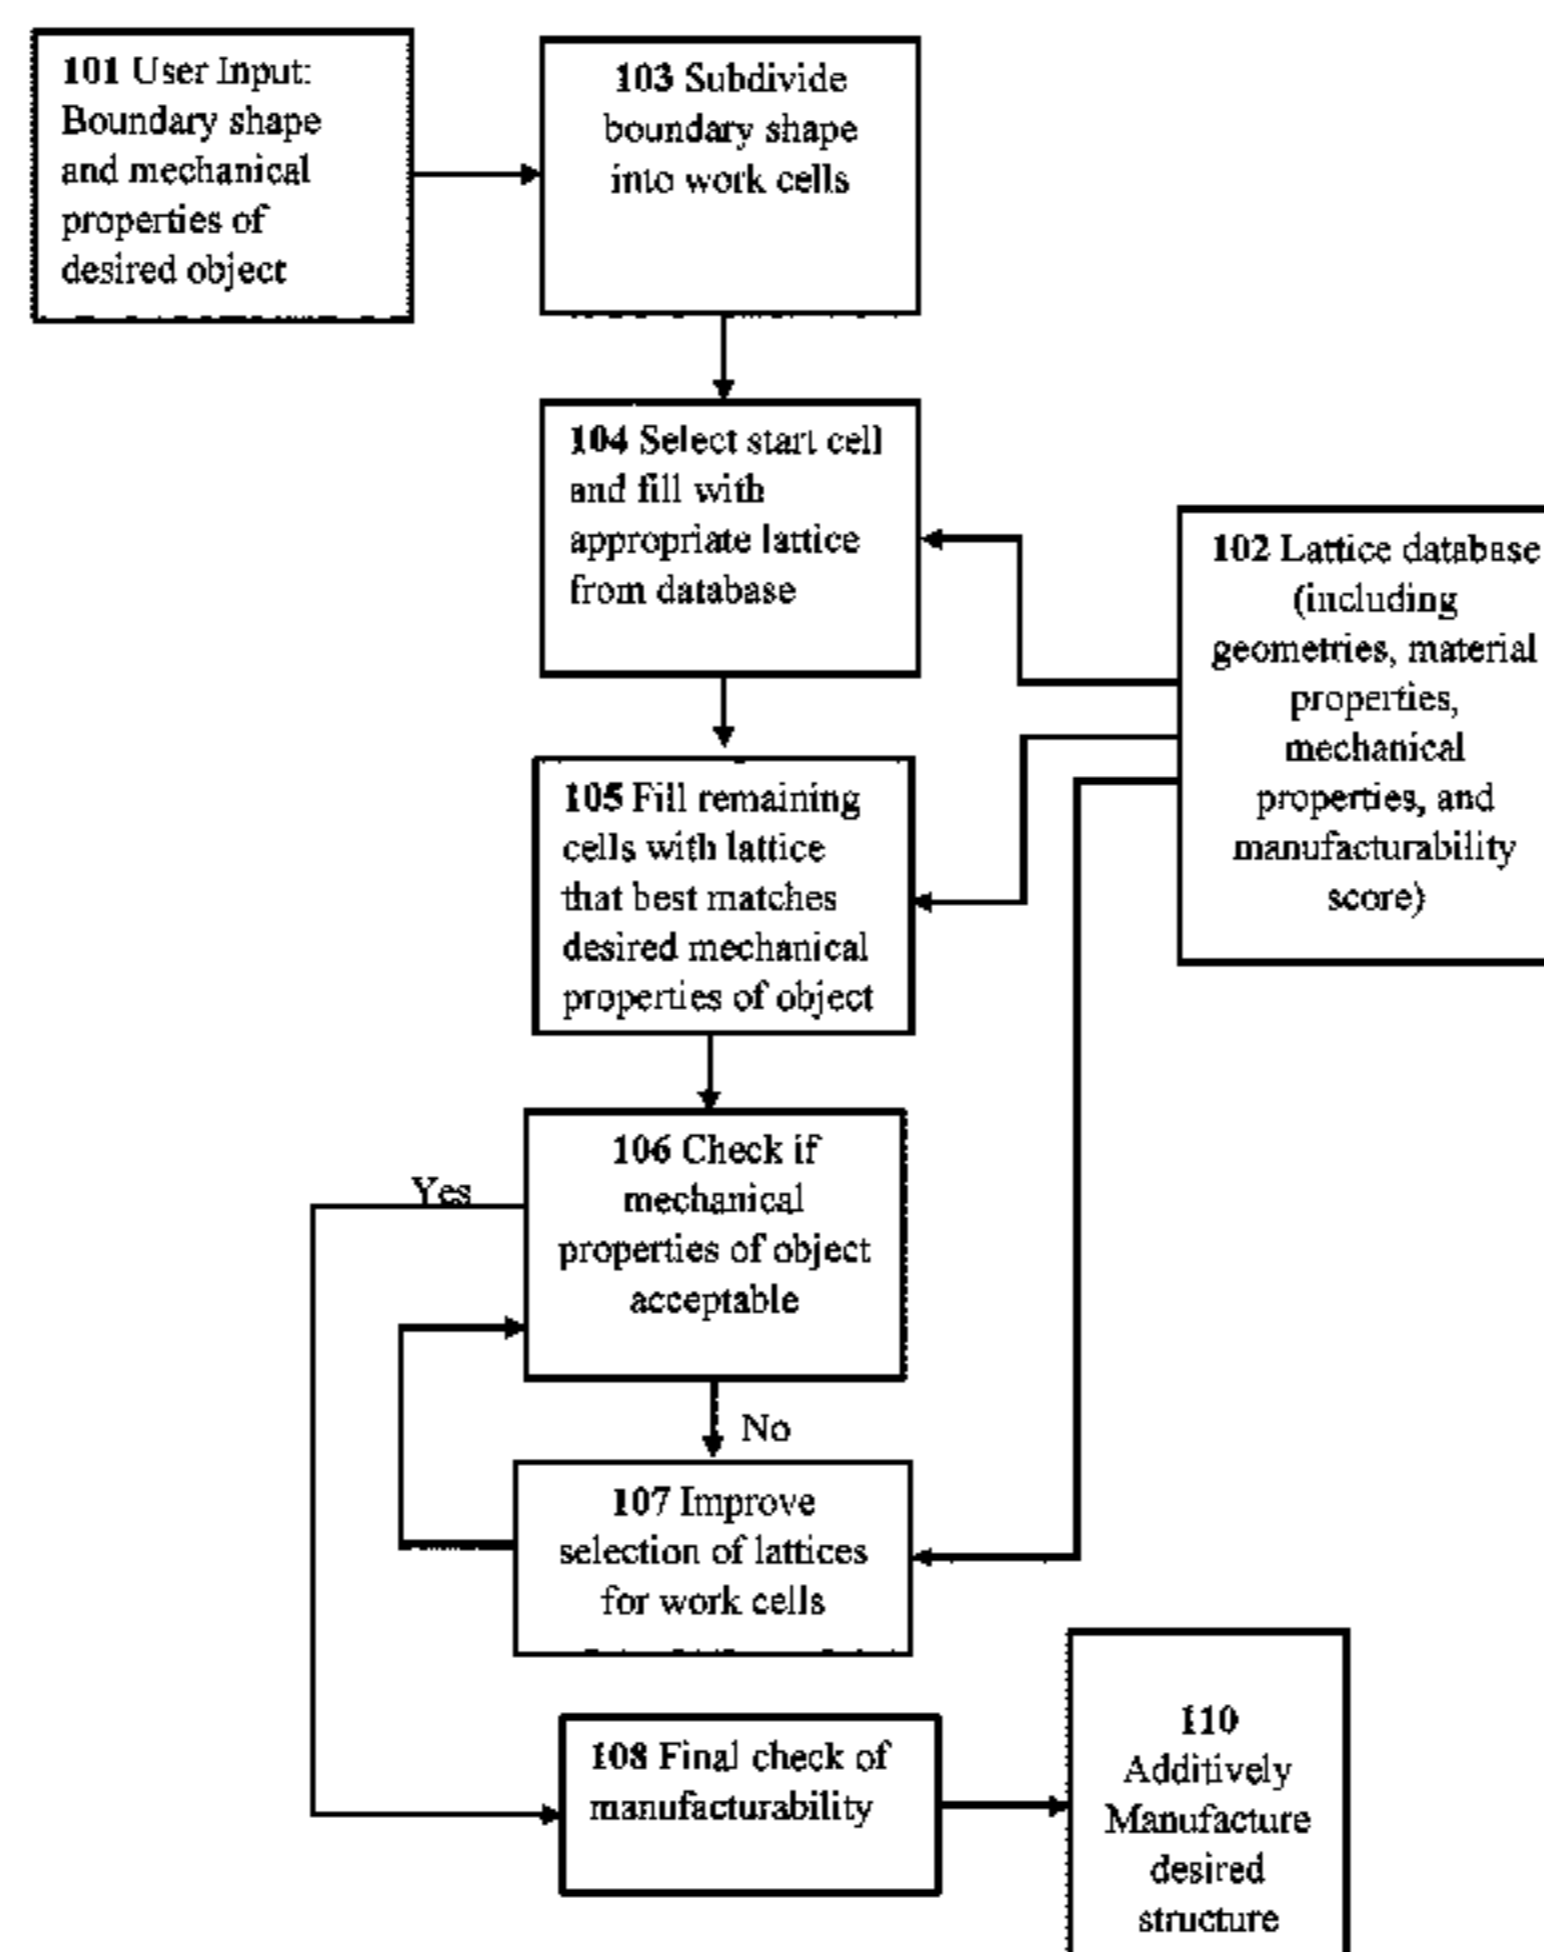 101 User Input:
Boundary shape
and mechanical
properties of
desired object
103 Subdivide
boundary shape
into work cells
104 Select start cell
and fill with
appropriate lattice
from database
102 Lattice database
(including
geometries, material
properties,
mechanical
properties, and
manufacturability
score)
105 Fill remaining
cells with lattice
that best matches
desired mechanical
properties of object
106 Check if
mechanical
properties of object
acceptable
Yes
No
107 Improve
selection of lattices
for work cells
108 Final check of
manufacturability
110
Additively
Manufacture
desired
structure